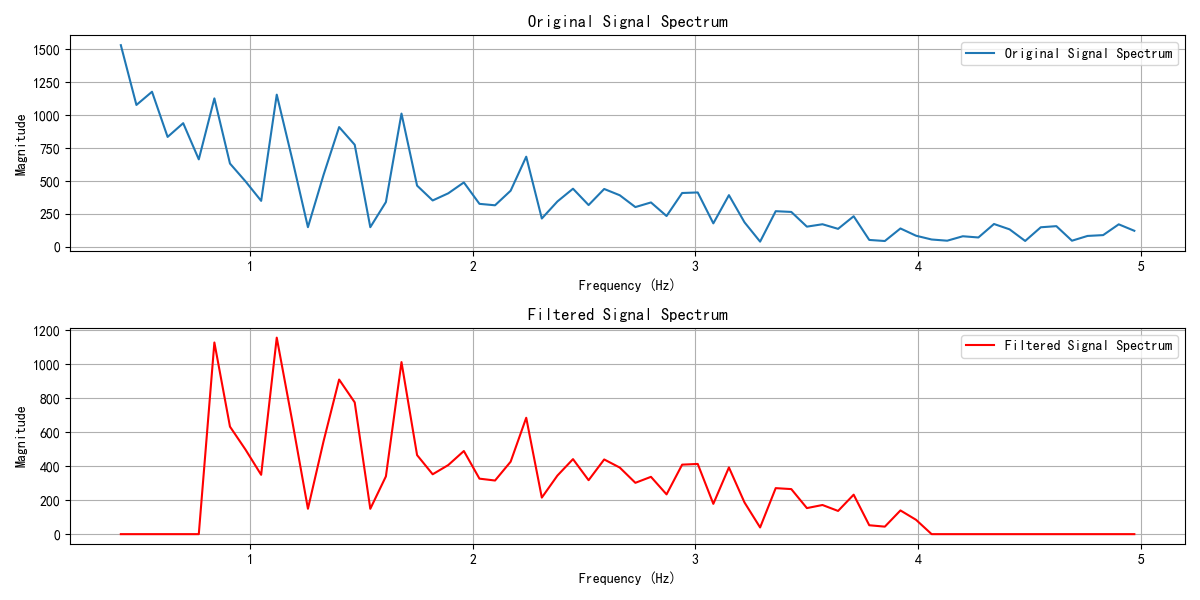 Original Signal Spectrum
1500
1250
1000
750
500
250
0
Magnitude
Original Signal Spectrum
1 2 3 4 5
Frequency (Hz)
Filtered Signal Spectrum
1200
1000
800
600
400
200
0
Magnitude
Filtered Signal Spectrum
1 2 3 4 5
Frequency (Hz)